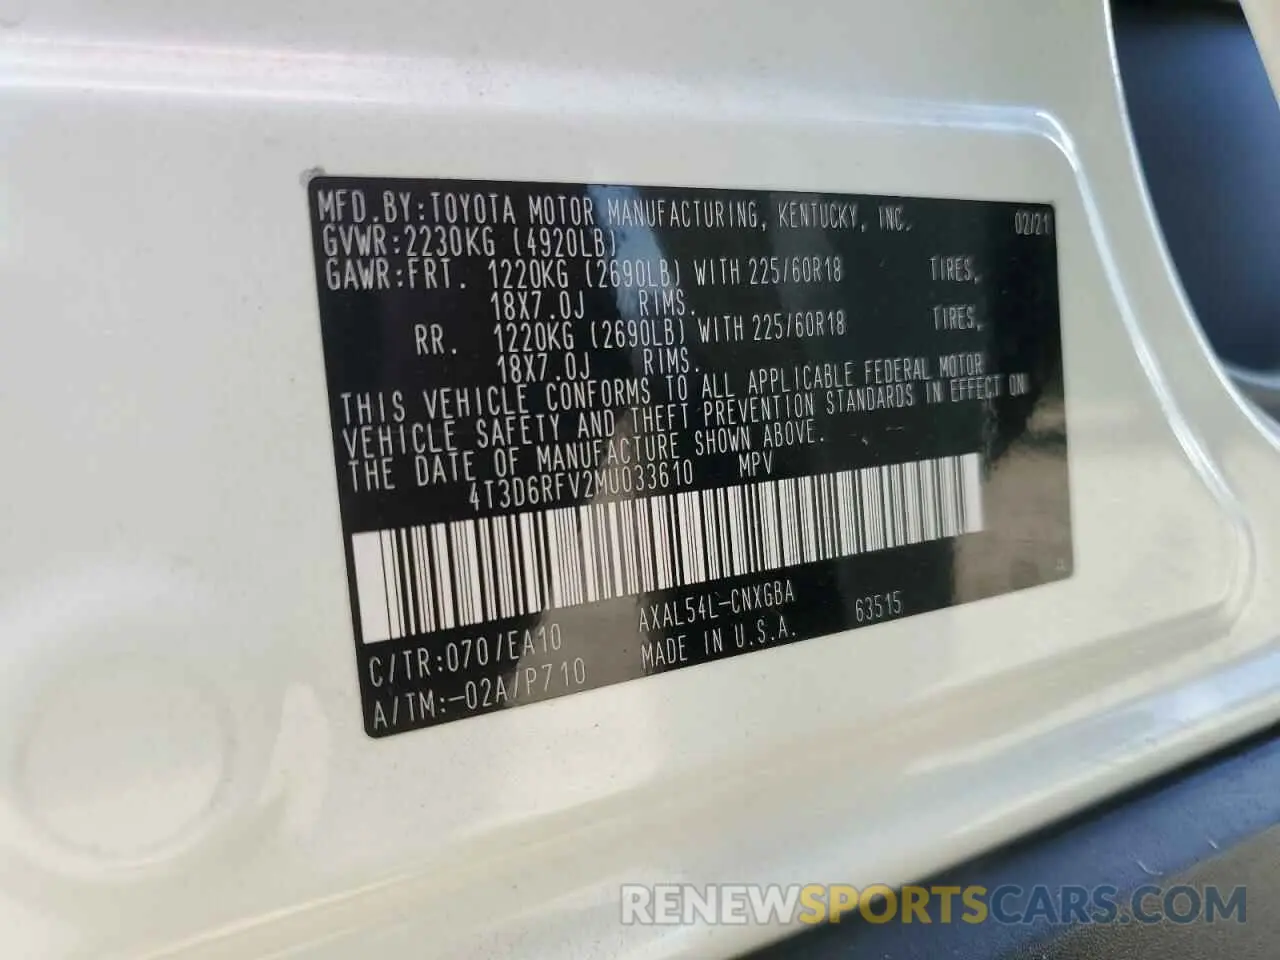 MFD.BY:TOYOTA MOTOR MANUFACTURING, KENTUCKY, INC. 02/21
GVWR:2230KG (4920LB)
GAWR:FRT. 1220KG (2690LB) WITH 225/60R18 TIRES,
18X7.0J RIMS.
RR. 1220KG (2690LB) WITH 225/60R18 TIRES,
18X7.0J RIMS.
THIS VEHICLE CONFORMS TO ALL APPLICABLE FEDERAL MOTOR
VEHICLE SAFETY AND THEFT PREVENTION STANDARDS IN EFFECT ON
THE DATE OF MANUFACTURE SHOWN ABOVE.
4T3D6RFV2MU033610 MPV
C/TR:070/EA10 AXAL54L-CNXGBA 63515
A/TM:-02A/P710 MADE IN U.S.A.
RENEWSPORTSCARS.COM